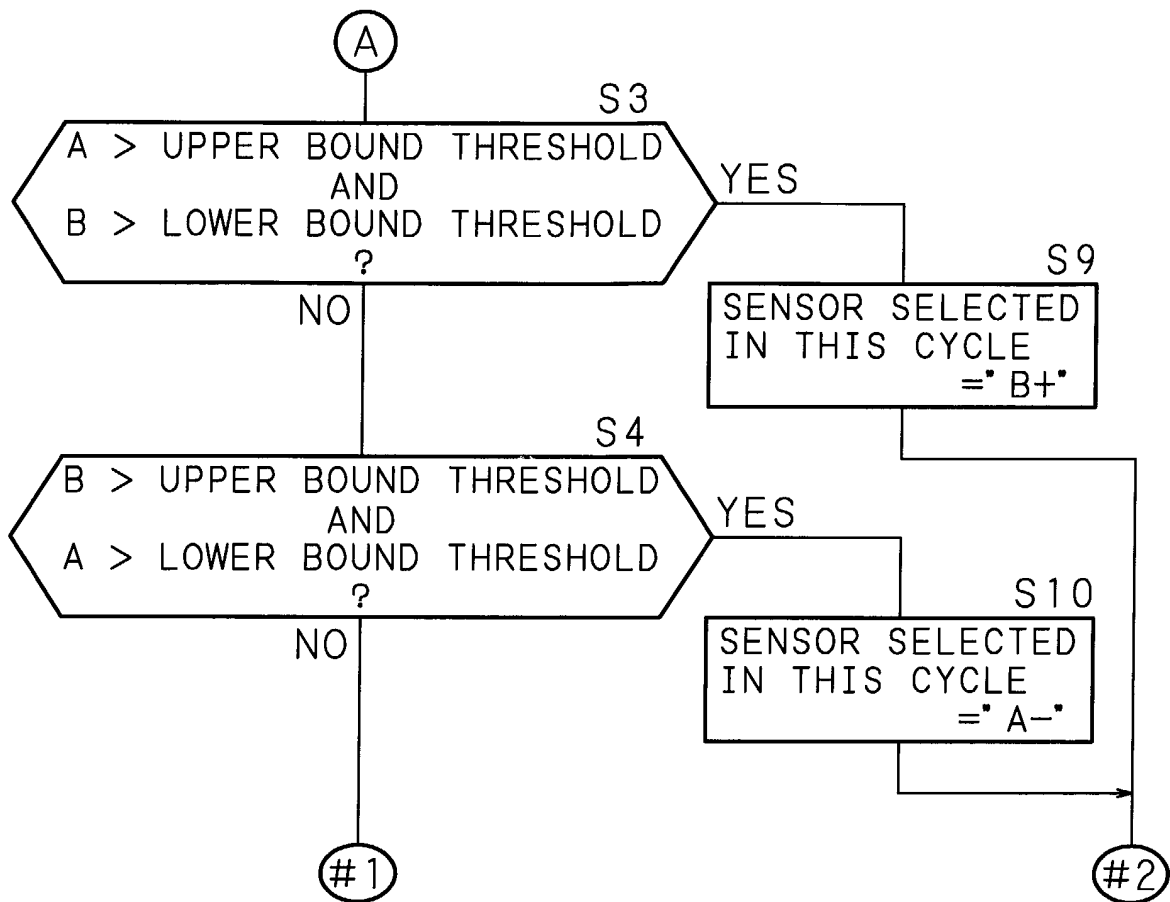 A
S3
A > UPPER BOUND THRESHOLD
AND
B > LOWER BOUND THRESHOLD
?
YES
NO
S9
SENSOR SELECTED
IN THIS CYCLE
="B+"
S4
B > UPPER BOUND THRESHOLD
AND
A > LOWER BOUND THRESHOLD
?
YES
NO
S10
SENSOR SELECTED
IN THIS CYCLE
="A-"
#1
#2